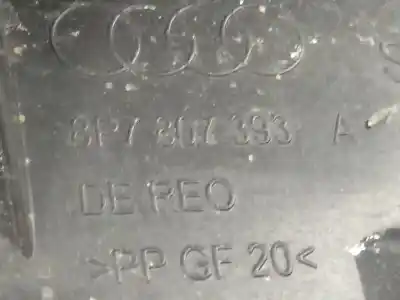 8P7 807 393 A
DE REO
>PP GF 20<